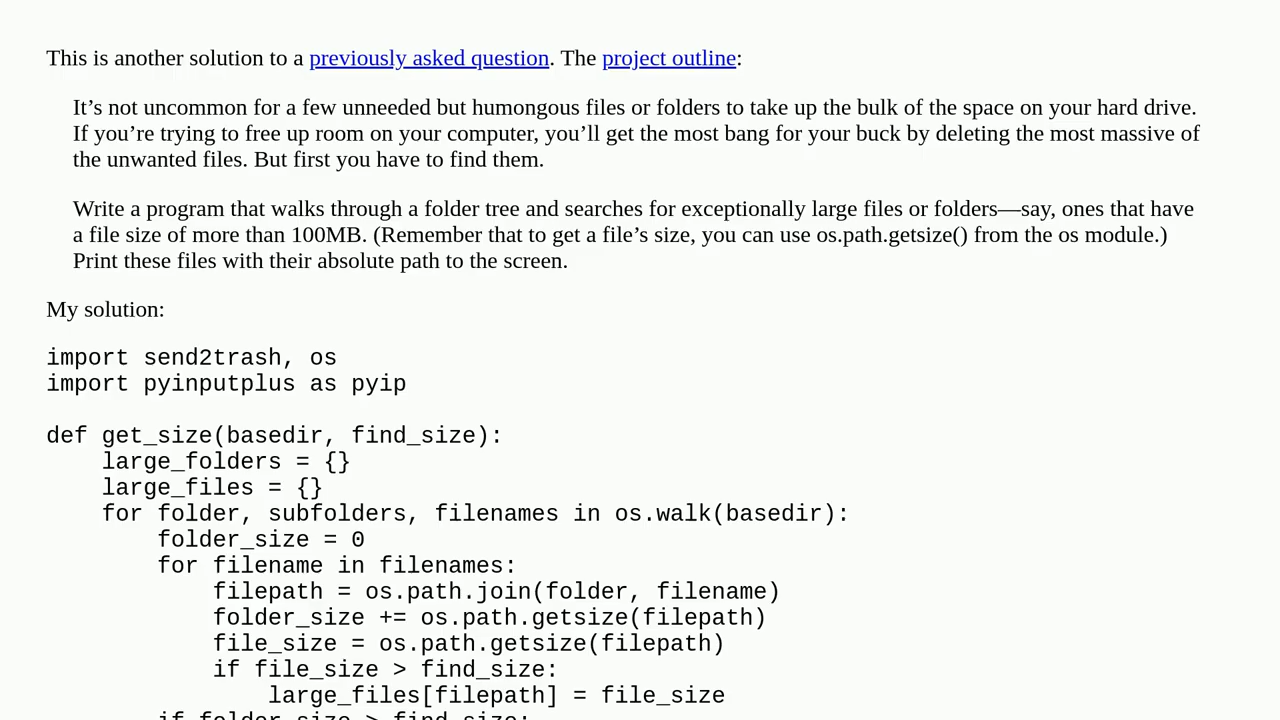 This is another solution to a previously asked question. The project outline:
It’s not uncommon for a few unneeded but humongous files or folders to take up the bulk of the space on your hard drive.
If you’re trying to free up room on your computer, you’ll get the most bang for your buck by deleting the most massive of
the unwanted files. But first you have to find them.
Write a program that walks through a folder tree and searches for exceptionally large files or folders—say, ones that have
a file size of more than 100MB. (Remember that to get a file’s size, you can use os.path.getsize() from the os module.)
Print these files with their absolute path to the screen.
My solution:
import send2trash, os
import pyinputplus as pyip
def get_size(basedir, find_size):
    large_folders = {}
    large_files = {}
    for folder, subfolders, filenames in os.walk(basedir):
        folder_size = 0
        for filename in filenames:
            filepath = os.path.join(folder, filename)
            folder_size += os.path.getsize(filepath)
            file_size = os.path.getsize(filepath)
            if file_size > find_size:
                large_files[filepath] = file_size
        if folder_size > find_size: